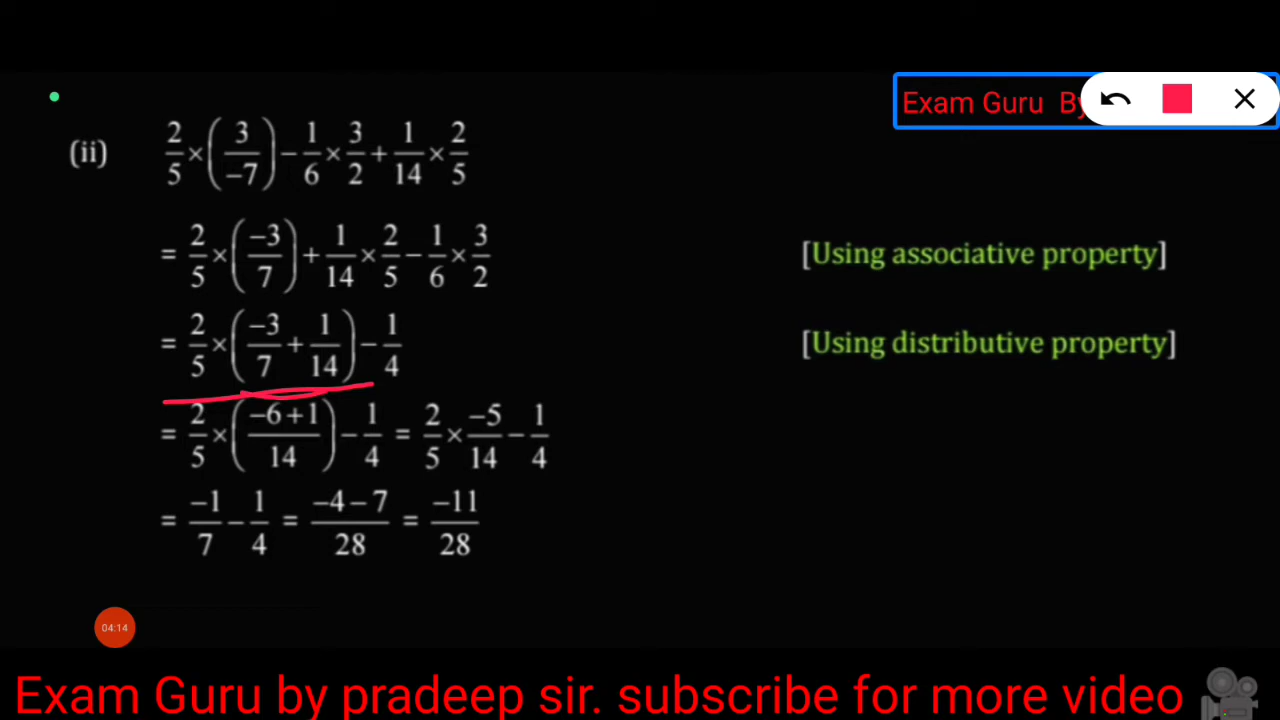 Exam Guru By
(ii) 2/5 × (3/−7) − 1/6 × 3/2 + 1/14 × 2/5
= 2/5 × (−3/7) + 1/14 × 2/5 − 1/6 × 3/2 [Using associative property]
= 2/5 × (−3/7 + 1/14) − 1/4 [Using distributive property]
= 2/5 × (−6+1/14) − 1/4 = 2/5 × −5/14 − 1/4
= −1/7 − 1/4 = −4−7/28 = −11/28
04:14
Exam Guru by pradeep sir. subscribe for more video